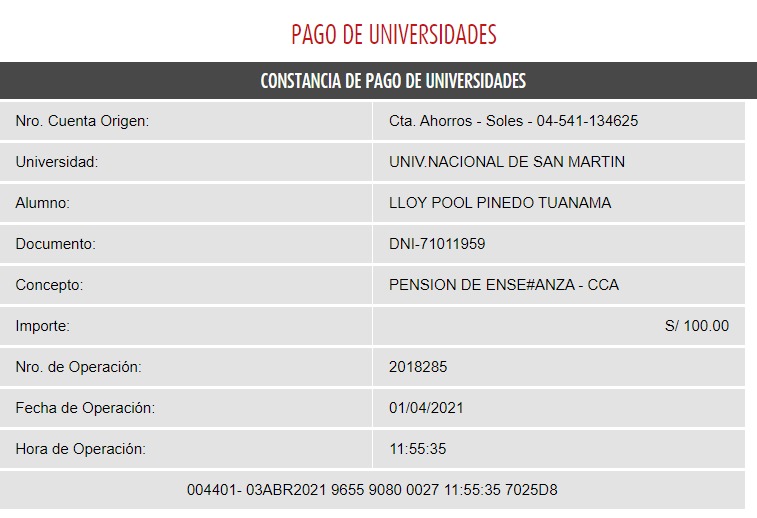 PAGO DE UNIVERSIDADES
CONSTANCIA DE PAGO DE UNIVERSIDADES
Nro. Cuenta Origen: Cta. Ahorros - Soles - 04-541-134625
Universidad: UNIV.NACIONAL DE SAN MARTIN
Alumno: LLOY POOL PINEDO TUANAMA
Documento: DNI-71011959
Concepto: PENSION DE ENSE#ANZA - CCA
Importe: S/ 100.00
Nro. de Operación: 2018285
Fecha de Operación: 01/04/2021
Hora de Operación: 11:55:35
004401- 03ABR2021 9655 9080 0027 11:55:35 7025D8